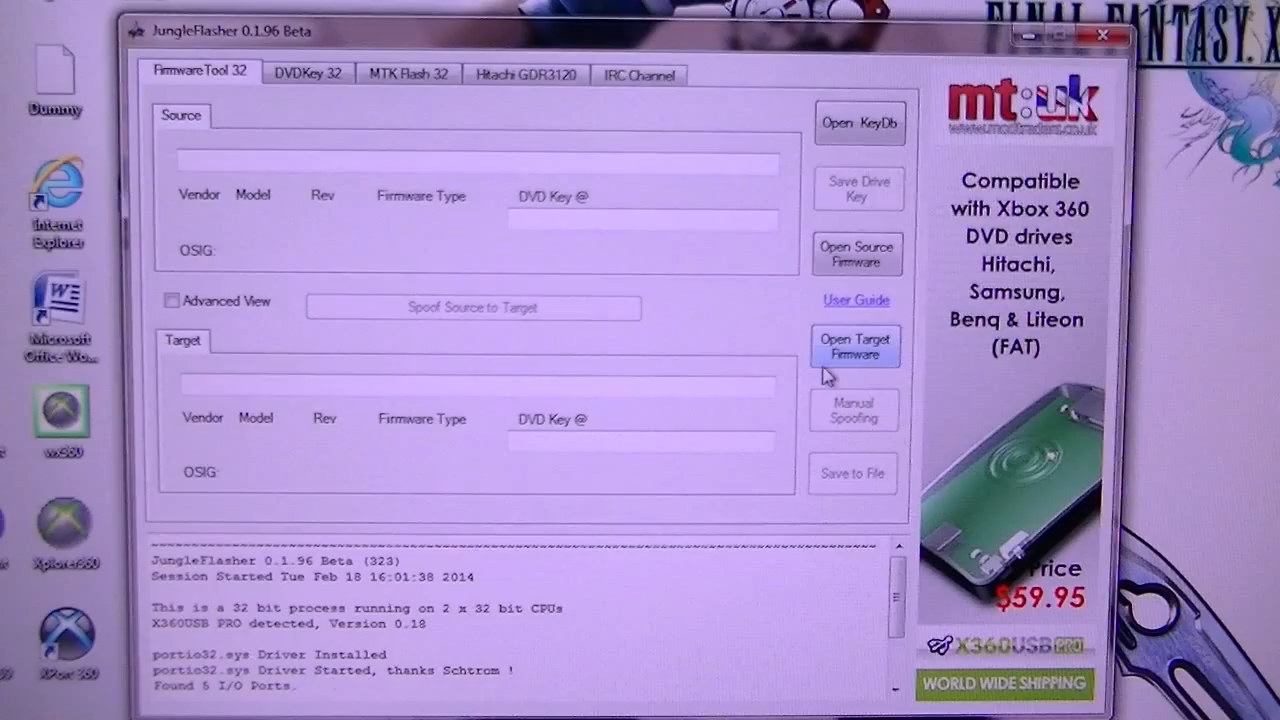 JungleFlasher 0.1.96 Beta
FINAL FANTASY. X
Dummy
Internet
Explorer
Microsoft
Office Wo...
vx360
Xplorer360
XPort 360
FirmwareTool 32
DVDKey 32
MTK Flash 32
Hitachi GDR3120
IRC Channel
Source
Vendor Model Rev Firmware Type DVD Key @
OSIG:
Advanced View
Spoof Source to Target
Target
Vendor Model Rev Firmware Type DVD Key @
OSIG:
Open KeyDb
Save Drive
Key
Open Source
Firmware
User Guide
Open Target
Firmware
Manual
Spoofing
Save to File
JungleFlasher 0.1.96 Beta (323)
Session Started Tue Feb 18 16:01:38 2014
This is a 32 bit process running on 2 x 32 bit CPUs
X360USB PRO detected, Version 0.18
portio32.sys Driver Installed
portio32.sys Driver Started, thanks Schtrom !
Found 5 I/O Ports.
mt:uk
www.modtraders.co.uk
Compatible
with Xbox 360
DVD drives
Hitachi,
Samsung,
Benq & Liteon
(FAT)
Price
$59.95
X360USB PRO
WORLD WIDE SHIPPING